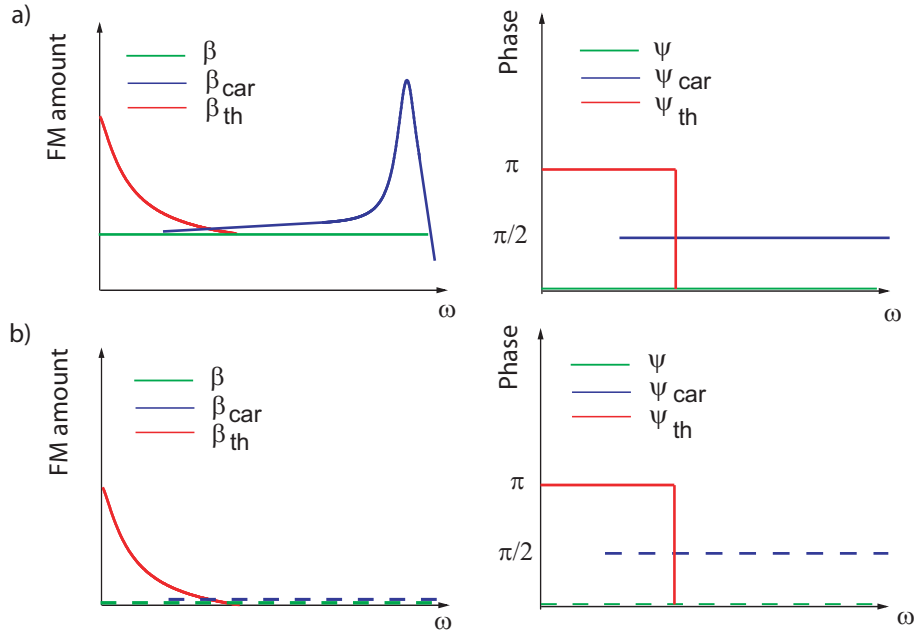 a)
FM amount
β
β car
β th
ω
Phase
ψ
ψ car
ψ th
π
π/2
ω
b)
FM amount
β
β car
β th
ω
Phase
ψ
ψ car
ψ th
π
π/2
ω